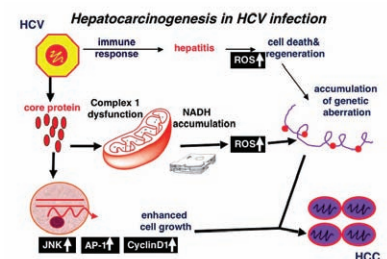 Hepatocarcinogenesis in HCV infection
HCV
immune
response
hepatitis
cell death&
regeneration
ROS
core protein
Complex 1
dysfunction
NADH
accumulation
ROS
accumulation
of genetic
aberration
enhanced
cell growth
JNK
AP-1
CyclinD1
HCC